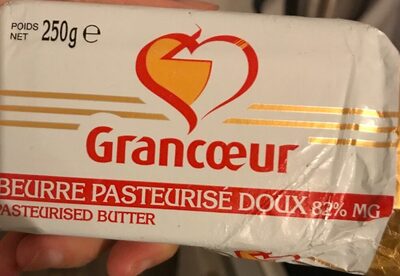 POIDS NET 250g e
Grancœur
BEURRE PASTEURISÉ DOUX 82% MG
PASTEURISED BUTTER